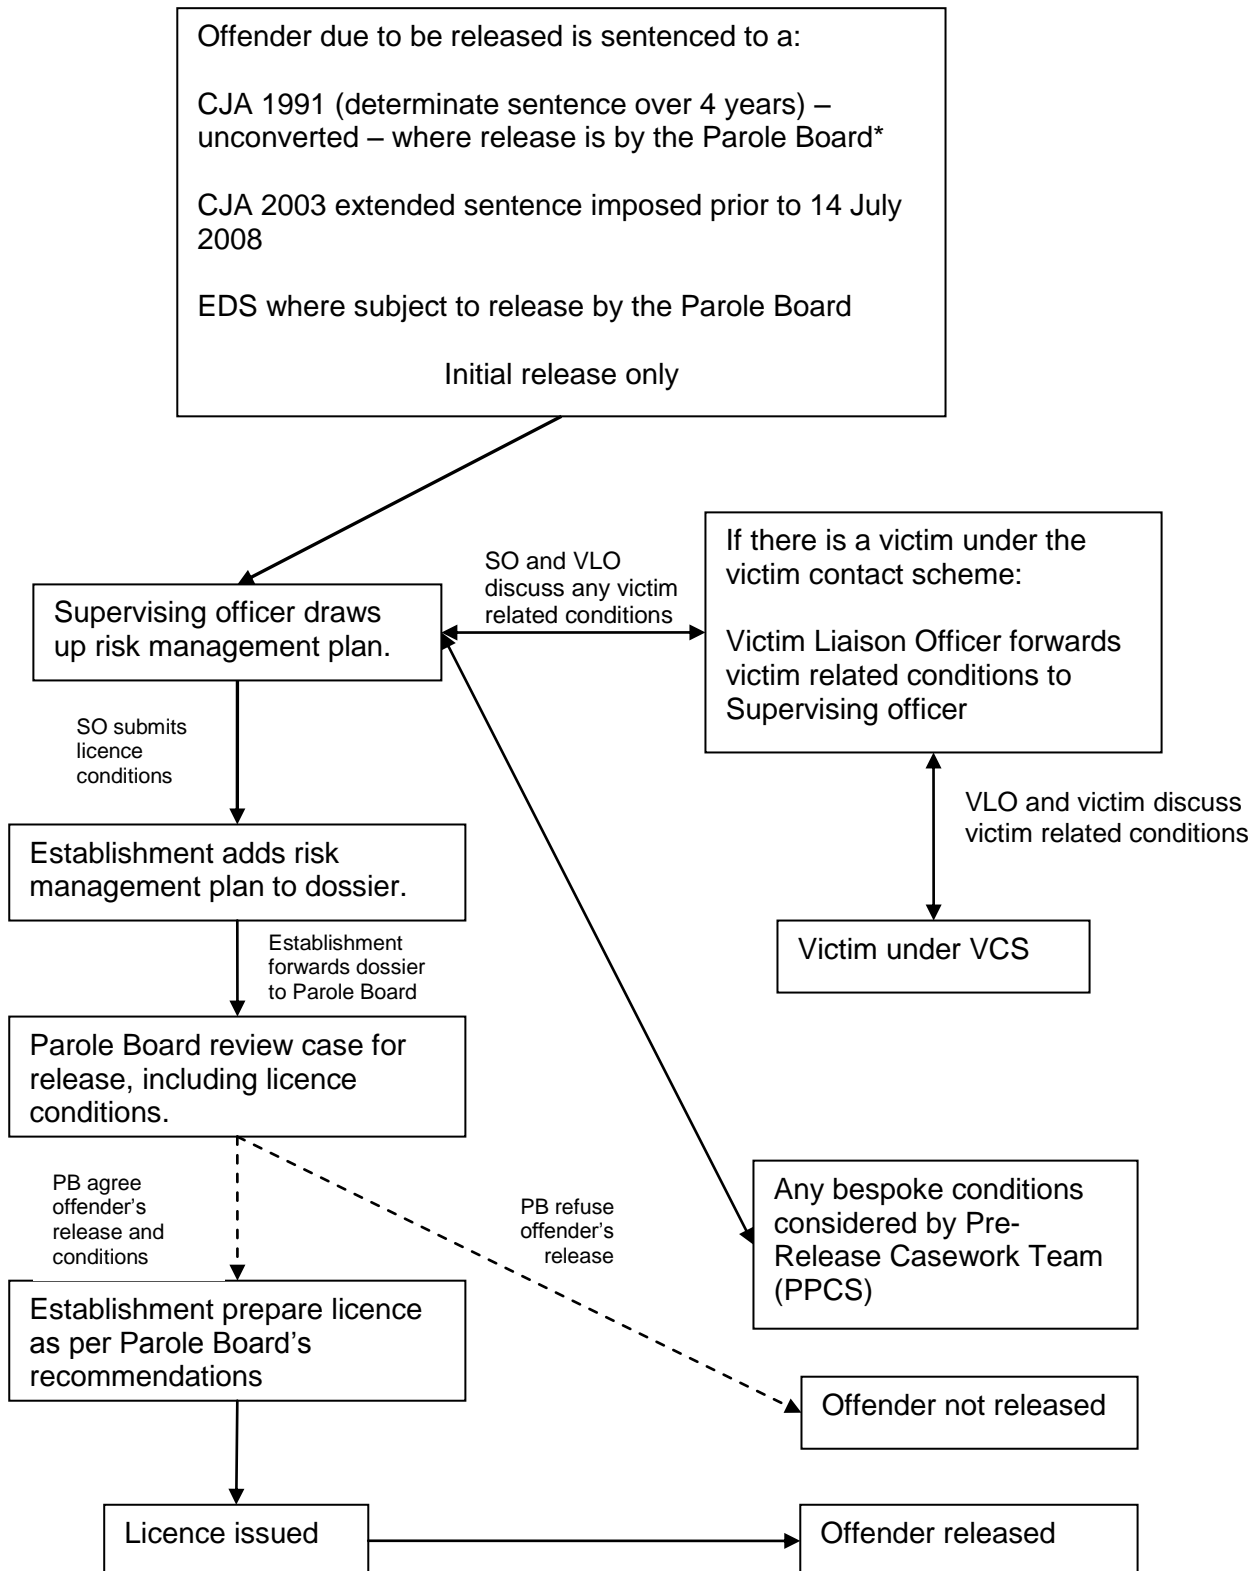 Offender due to be released is sentenced to a:
CJA 1991 (determinate sentence over 4 years) –
unconverted – where release is by the Parole Board*
CJA 2003 extended sentence imposed prior to 14 July
2008
EDS where subject to release by the Parole Board
Initial release only
SO and VLO
discuss any victim
related conditions
If there is a victim under the
victim contact scheme:
Victim Liaison Officer forwards
victim related conditions to
Supervising officer
Supervising officer draws
up risk management plan.
SO submits
licence
conditions
VLO and victim discuss
victim related conditions
Establishment adds risk
management plan to dossier.
Victim under VCS
Establishment
forwards dossier
to Parole Board
Parole Board review case for
release, including licence
conditions.
PB agree
offender’s
release and
conditions
PB refuse
offender’s
release
Any bespoke conditions
considered by Pre-
Release Casework Team
(PPCS)
Establishment prepare licence
as per Parole Board’s
recommendations
Offender not released
Licence issued
Offender released